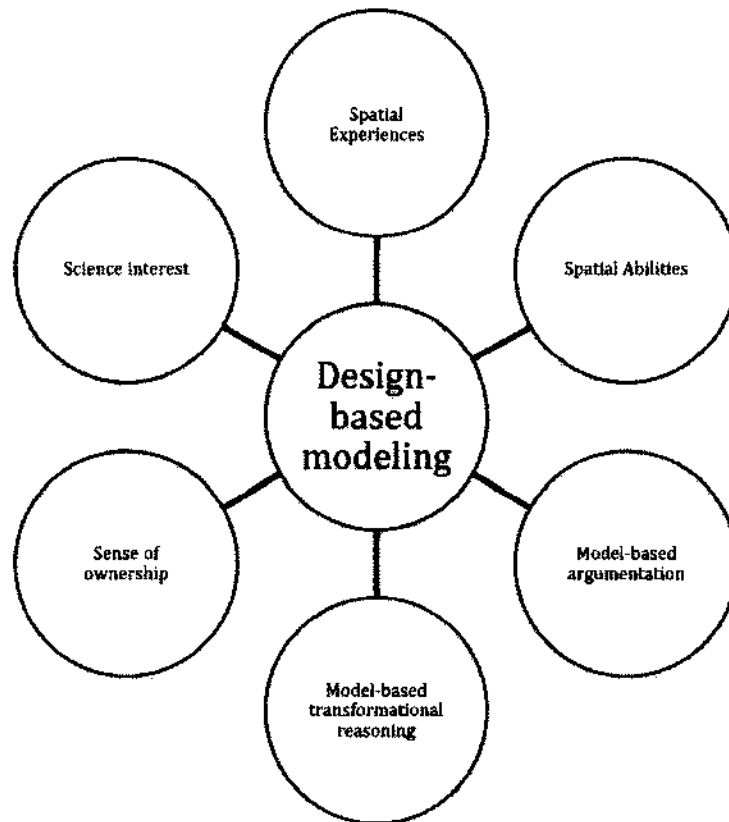 Spatial
Experiences
Science interest
Spatial Abilities
Design-
based
modeling
Sense of
ownership
Model-based
argumentation
Model-based
transformational
reasoning